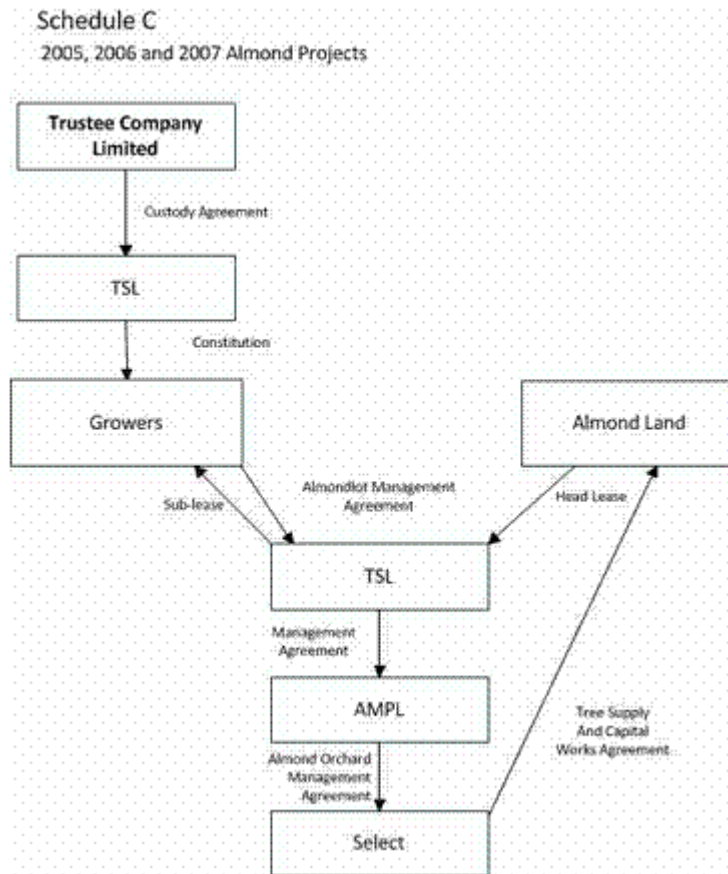 Schedule C
2005, 2006 and 2007 Almond Projects
Trustee Company
Limited
Custody Agreement
TSL
Constitution
Growers
Almond Land
Almondlot Management
Agreement
Sub-lease
Head Lease
TSL
Management
Agreement
AMPL
Tree Supply
And Capital
Works Agreement
Almond Orchard
Management
Agreement
Select